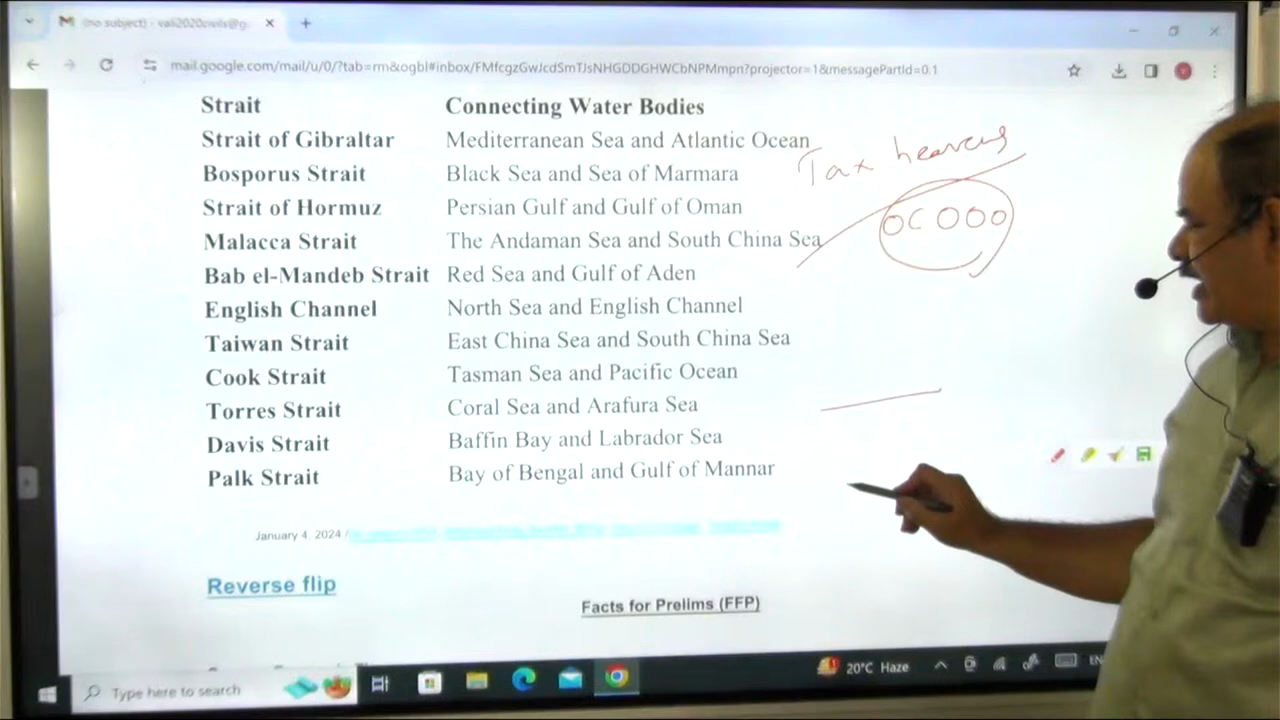 (no subject) - vali2020civils@g
mail.google.com/mail/u/0/?tab=rm&ogbl#inbox/FMfcgzGwJcdSmTJsNHGDDGHWCbNPMmpn?projector=1&messagePartId=0.1
Strait Connecting Water Bodies
Strait of Gibraltar Mediterranean Sea and Atlantic Ocean
Bosporus Strait Black Sea and Sea of Marmara
Strait of Hormuz Persian Gulf and Gulf of Oman
Malacca Strait The Andaman Sea and South China Sea
Bab el-Mandeb Strait Red Sea and Gulf of Aden
English Channel North Sea and English Channel
Taiwan Strait East China Sea and South China Sea
Cook Strait Tasman Sea and Pacific Ocean
Torres Strait Coral Sea and Arafura Sea
Davis Strait Baffin Bay and Labrador Sea
Palk Strait Bay of Bengal and Gulf of Mannar
Tax heavens
January 4, 2024 /
Reverse flip
Facts for Prelims (FFP)
Type here to search
20°C Haze
EN